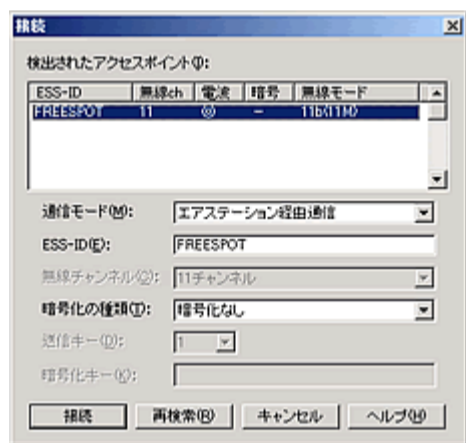 接続
検出されたアクセスポイント(I):
ESS-ID 無線ch 電波 暗号 無線モード
FREESPOT 11 ◎ － 11b(11M)
通信モード(M): エアステーション経由通信
ESS-ID(E): FREESPOT
無線チャンネル(C): 11チャンネル
暗号化の種類(T): 暗号化なし
送信キー(D): 1
暗号化キー(K):
接続 再検索(R) キャンセル ヘルプ(H)